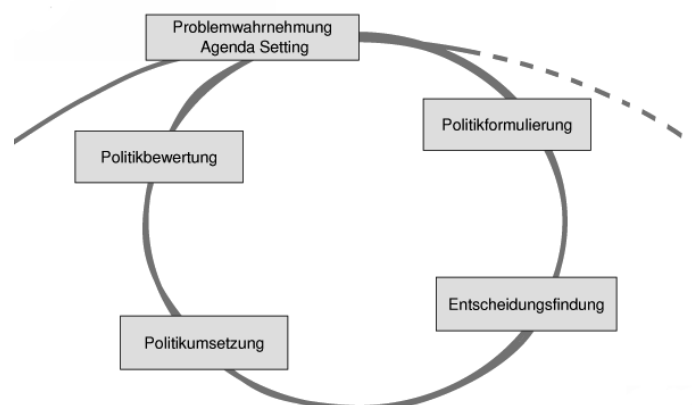 Problemwahrnehmung
Agenda Setting
Politikformulierung
Politikbewertung
Entscheidungsfindung
Politikumsetzung